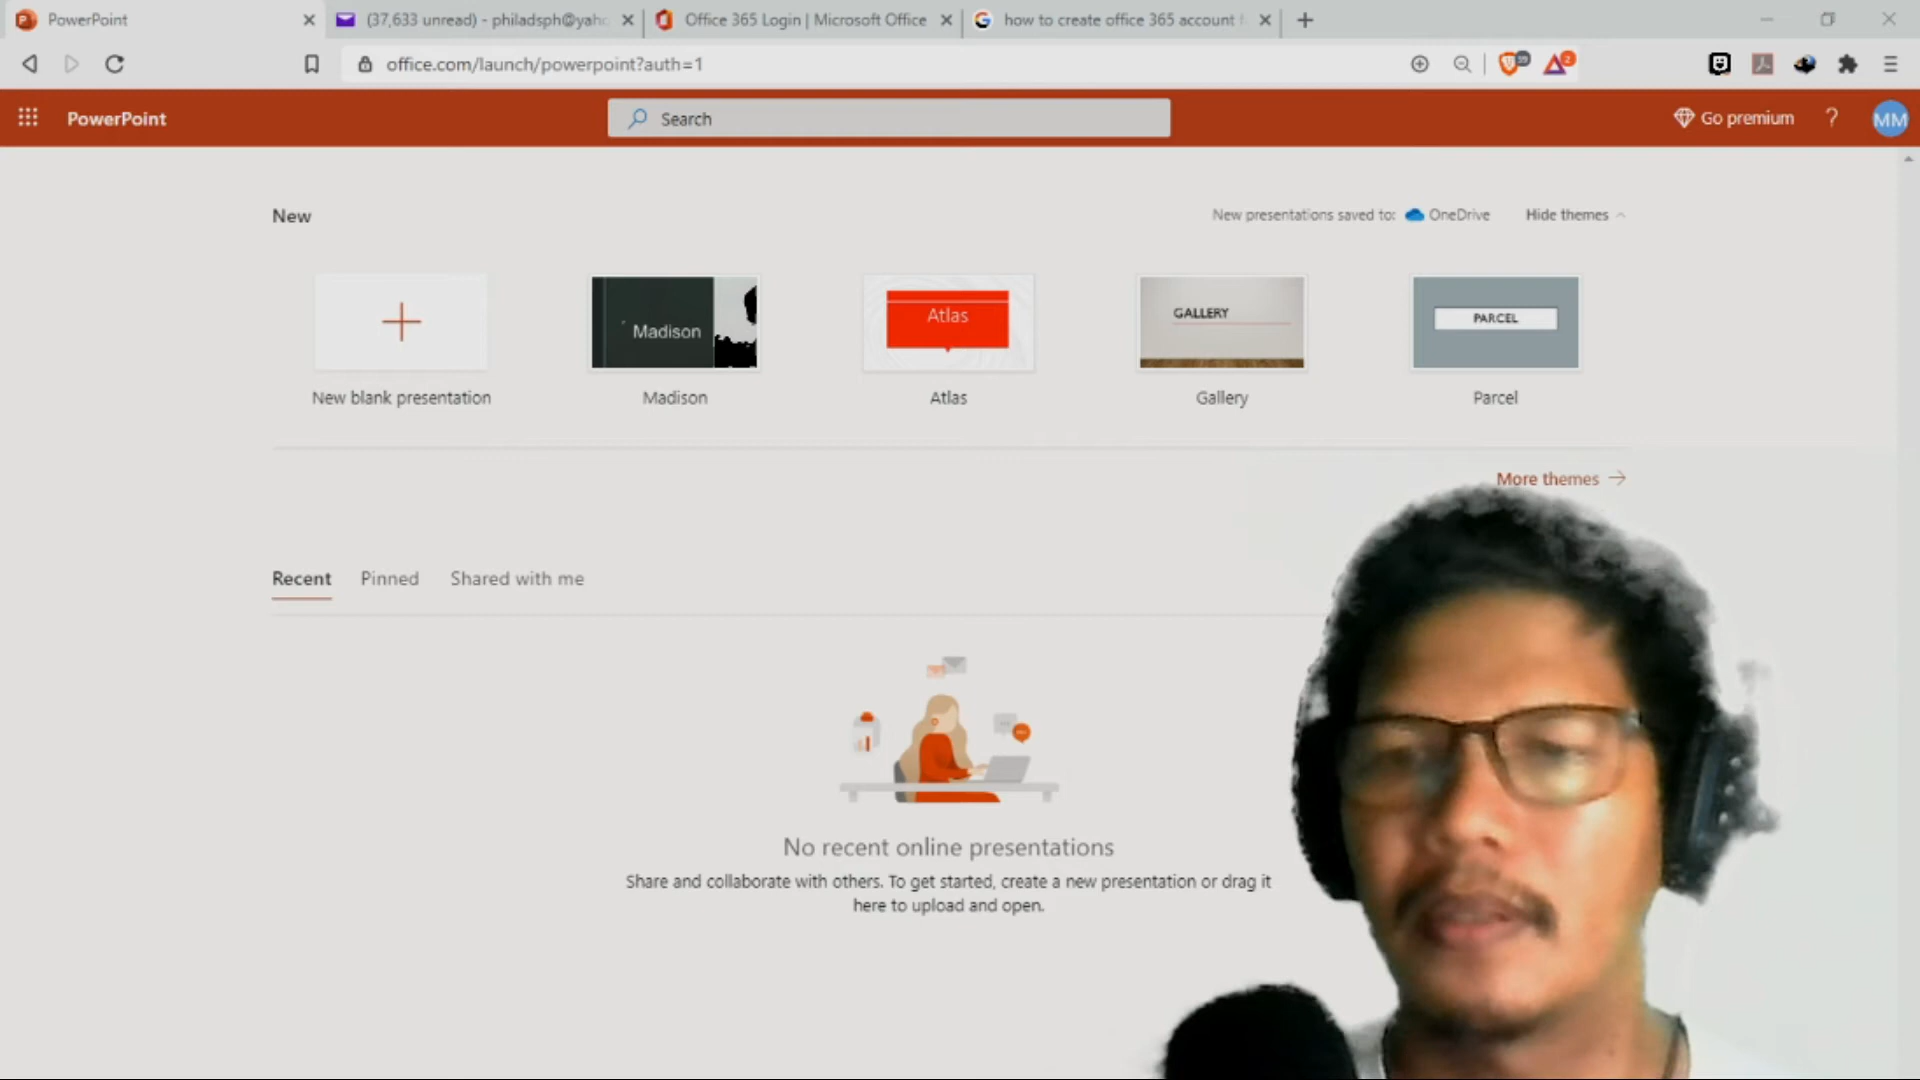 PowerPoint
(37,633 unread) - philadsph@yaho
Office 365 Login | Microsoft Office
how to create office 365 account f
office.com/launch/powerpoint?auth=1
PowerPoint
Search
Go premium
?
MM
New
New presentations saved to: OneDrive
Hide themes
Madison
Atlas
GALLERY
PARCEL
New blank presentation
Madison
Atlas
Gallery
Parcel
More themes
Recent
Pinned
Shared with me
No recent online presentations
Share and collaborate with others. To get started, create a new presentation or drag it
here to upload and open.